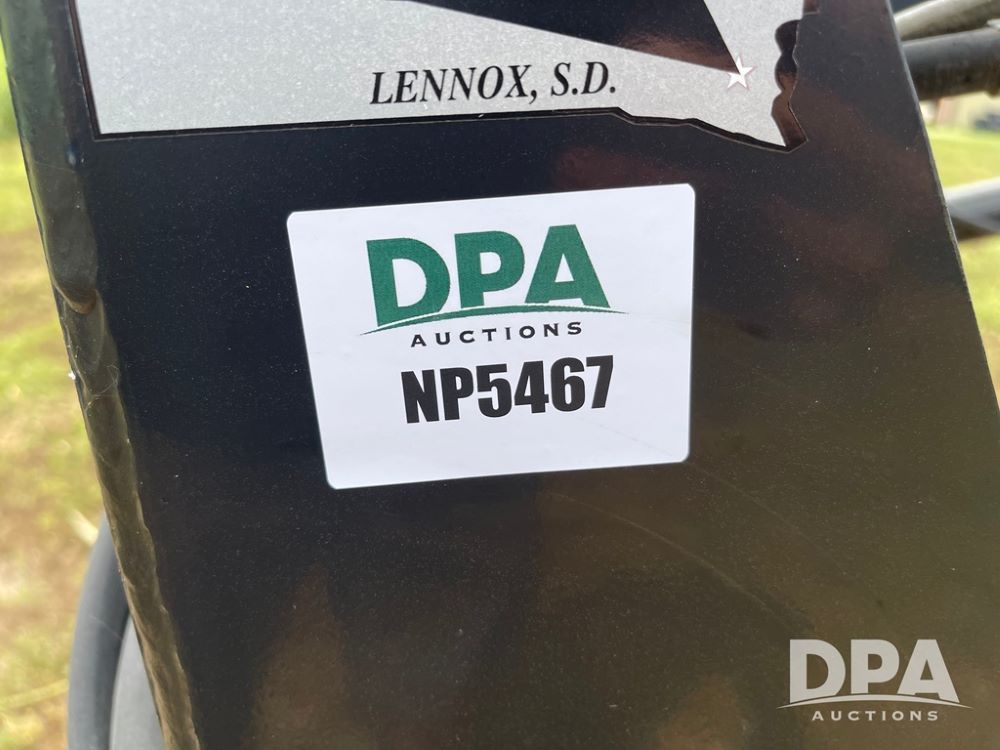 LENNOX, S.D.
DPA
AUCTIONS
NP5467
DPA
AUCTIONS